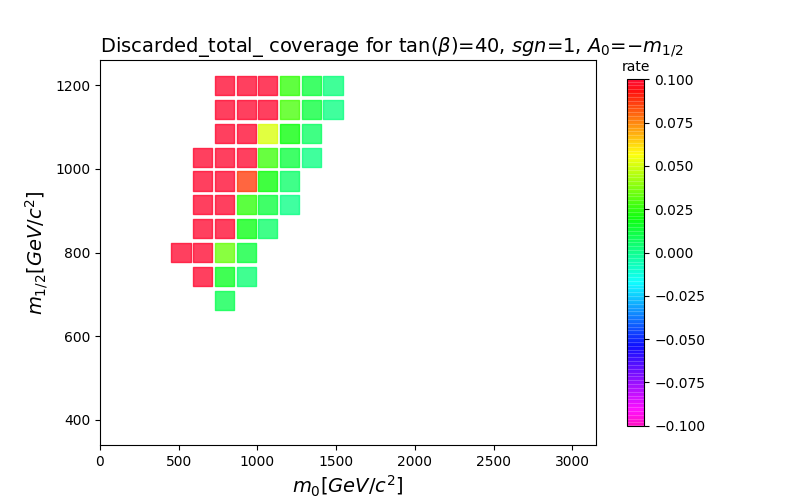 Discarded_total_ coverage for tan(β)=40, sgn=1, A₀=−m₁/₂
rate
1200
1000
800
600
400
m₁/₂[GeV/c²]
0 500 1000 1500 2000 2500 3000
m₀[GeV/c²]
0.100
0.075
0.050
0.025
0.000
−0.025
−0.050
−0.075
−0.100